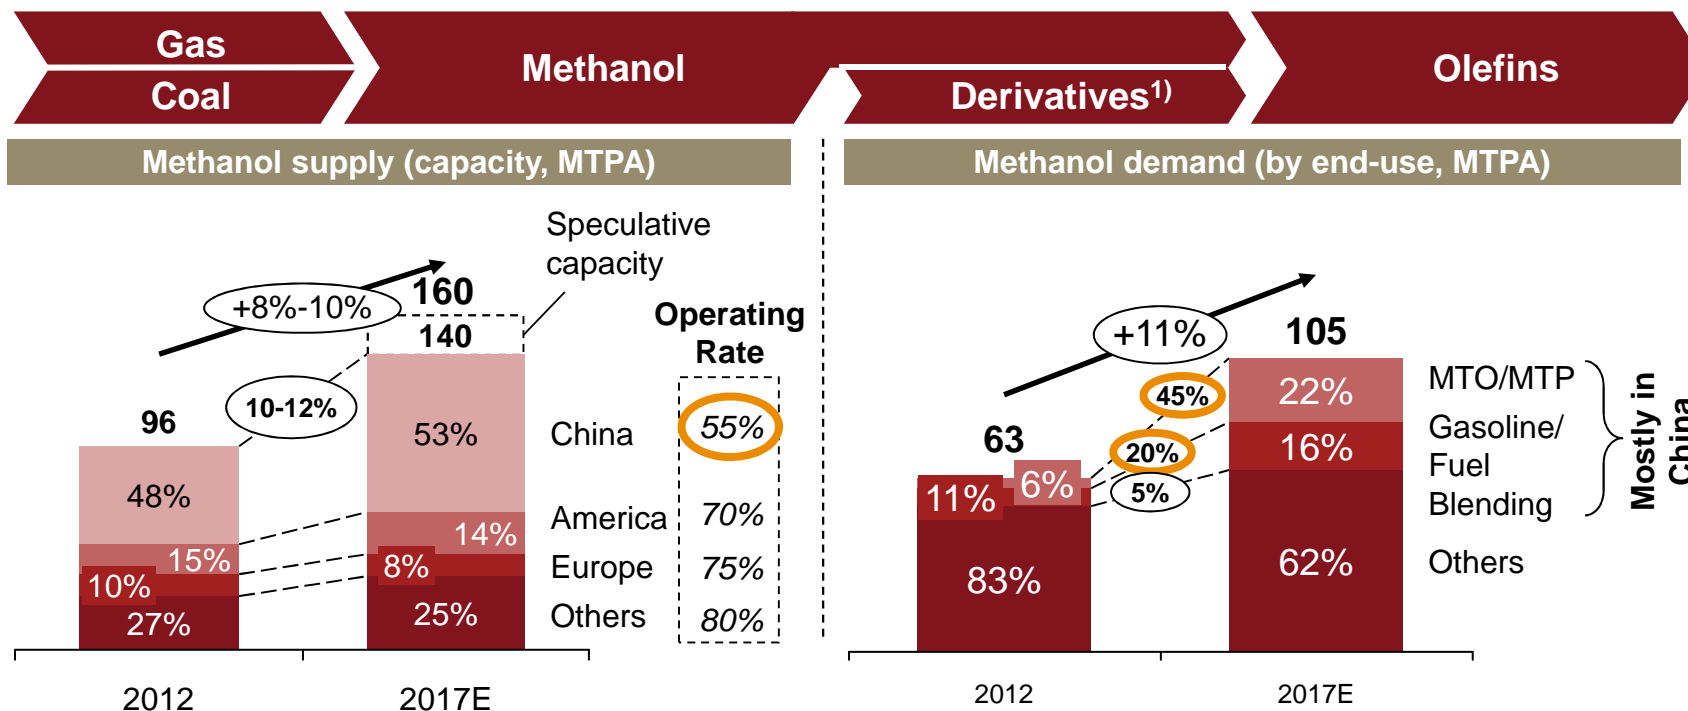 Gas
Coal
Methanol
Derivatives1)
Olefins
Methanol supply (capacity, MTPA)
Speculative
capacity
+8%-10%
160
140
10-12%
96
48%
15%
10%
27%
53%
14%
8%
25%
China
America
Europe
Others
Operating
Rate
55%
70%
75%
80%
2012
2017E
Methanol demand (by end-use, MTPA)
+11%
105
45%
20%
5%
63
11%
6%
83%
22%
16%
62%
MTO/MTP
Gasoline/
Fuel
Blending
Others
Mostly in
China
2012
2017E